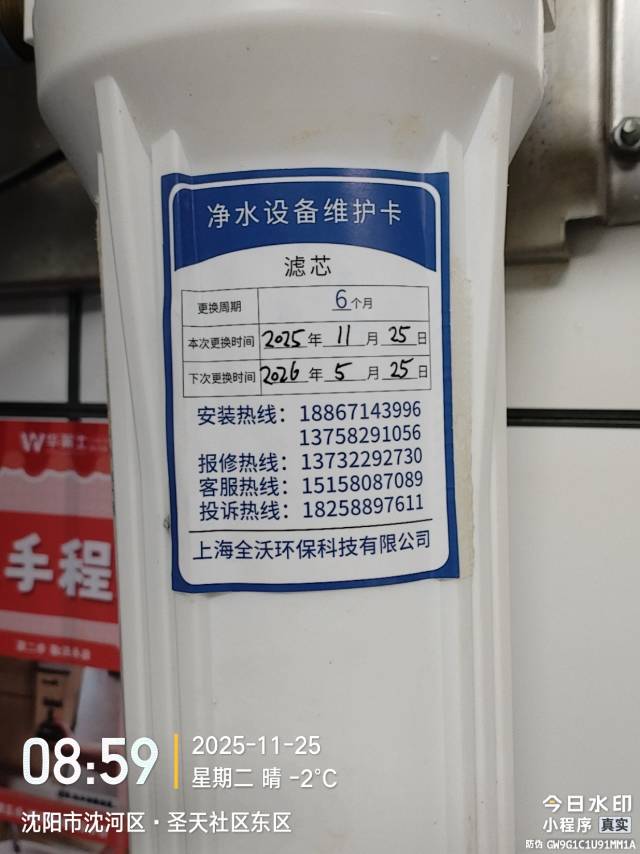 净水设备维护卡
滤芯
更换周期 6个月
本次更换时间 2025年11月25日
下次更换时间 2026年5月25日
安装热线：18867143996
13758291056
报修热线：13732292730
客服热线：15158087089
投诉热线：18258897611
上海全沃环保科技有限公司
手程
08:59
2025-11-25
星期二 晴 -2°C
沈阳市沈河区·圣天社区东区
今日水印
小程序 真实
防伪 GW9G1C1U91MM1A